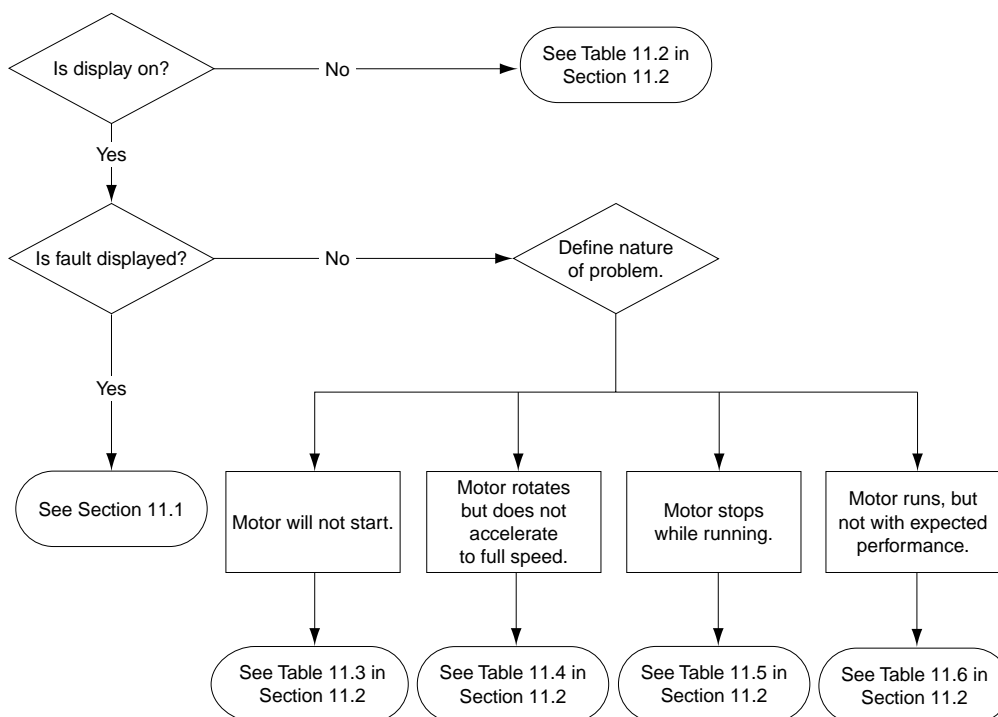 Is display on?
No
See Table 11.2 in
Section 11.2
Yes
Is fault displayed?
No
Define nature
of problem.
Yes
See Section 11.1
Motor will not start.
Motor rotates
but does not
accelerate
to full speed.
Motor stops
while running.
Motor runs, but
not with expected
performance.
See Table 11.3 in
Section 11.2
See Table 11.4 in
Section 11.2
See Table 11.5 in
Section 11.2
See Table 11.6 in
Section 11.2